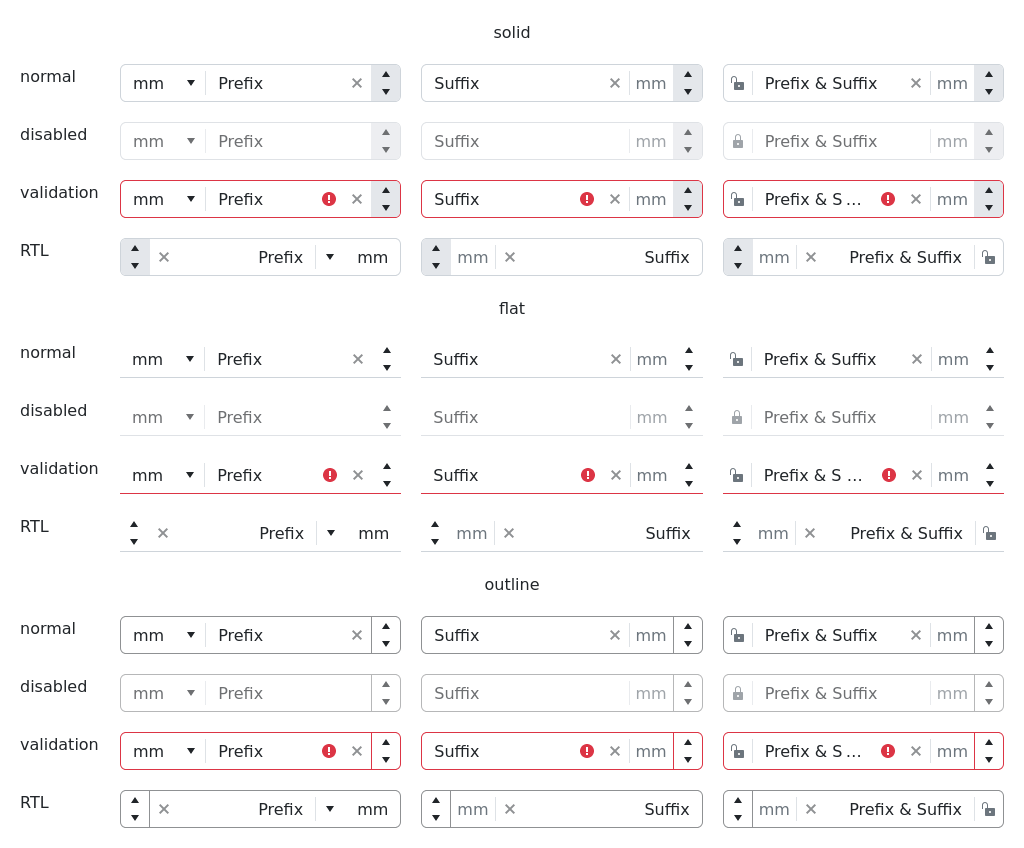 solid
normal mm Prefix Suffix mm Prefix & Suffix mm
disabled mm Prefix Suffix mm Prefix & Suffix mm
validation mm Prefix Suffix mm Prefix & S ... mm
RTL Prefix mm mm Suffix mm Prefix & Suffix
flat
normal mm Prefix Suffix mm Prefix & Suffix mm
disabled mm Prefix Suffix mm Prefix & Suffix mm
validation mm Prefix Suffix mm Prefix & S ... mm
RTL Prefix mm mm Suffix mm Prefix & Suffix
outline
normal mm Prefix Suffix mm Prefix & Suffix mm
disabled mm Prefix Suffix mm Prefix & Suffix mm
validation mm Prefix Suffix mm Prefix & S ... mm
RTL Prefix mm mm Suffix mm Prefix & Suffix